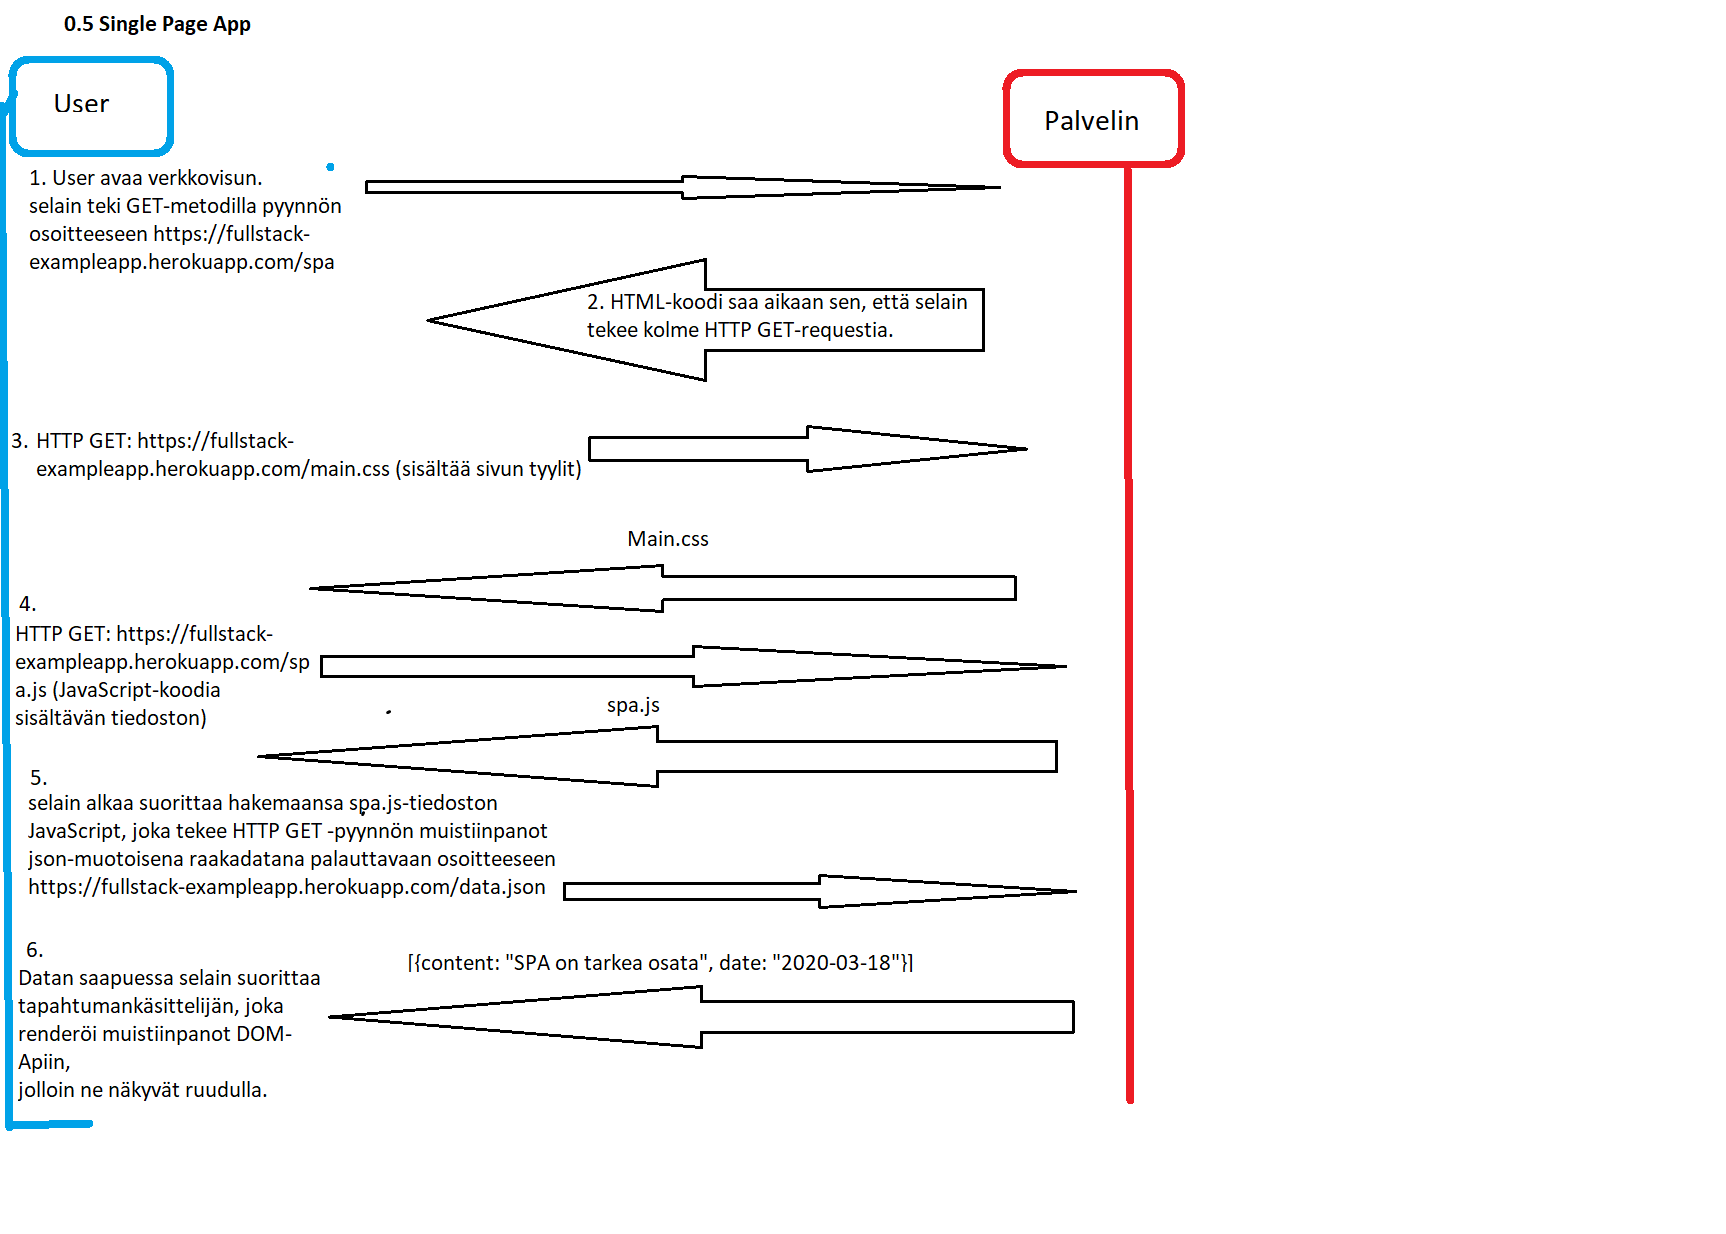 0.5 Single Page App
User
Palvelin
1. User avaa verkkovisun.
selain teki GET-metodilla pyynnön
osoitteeseen https://fullstack-
exampleapp.herokuapp.com/spa
2. HTML-koodi saa aikaan sen, että selain
tekee kolme HTTP GET-requestia.
3. HTTP GET: https://fullstack-
exampleapp.herokuapp.com/main.css (sisältää sivun tyylit)
Main.css
4.
HTTP GET: https://fullstack-
exampleapp.herokuapp.com/sp
a.js (JavaScript-koodia
sisältävän tiedoston)
spa.js
5.
selain alkaa suorittaa hakemaansa spa.js-tiedoston
JavaScript, joka tekee HTTP GET -pyynnön muistiinpanot
json-muotoisena raakadatana palauttavaan osoitteeseen
https://fullstack-exampleapp.herokuapp.com/data.json
6.
[{content: "SPA on tarkea osata", date: "2020-03-18"}]
Datan saapuessa selain suorittaa
tapahtumankäsittelijän, joka
renderöi muistiinpanot DOM-
Apiin,
jolloin ne näkyvät ruudulla.